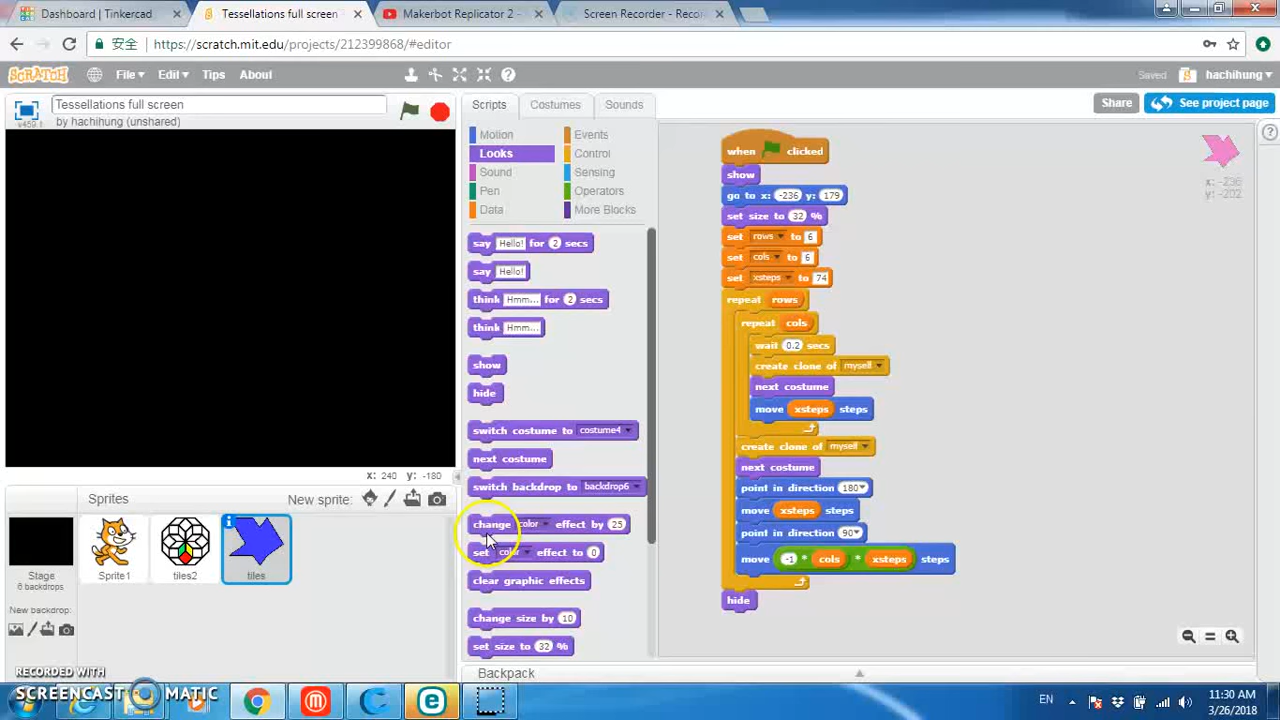 Dashboard | Tinkercad
Tessellations full screen
Makerbot Replicator 2 -
Screen Recorder - Recor
安全 https://scratch.mit.edu/projects/212399868/#editor
SCRATCH File Edit Tips About
Saved hachihung
v459.1
Tessellations full screen
by hachihung (unshared)
Scripts Costumes Sounds
Share See project page
Motion Events
Looks Control
Sound Sensing
Pen Operators
Data More Blocks
say Hello! for 2 secs
say Hello!
think Hmm... for 2 secs
think Hmm...
show
hide
switch costume to costume4
next costume
switch backdrop to backdrop6
change color effect by 25
set color effect to 0
clear graphic effects
change size by 10
set size to 32 %
when clicked
show
go to x: -236 y: 179
set size to 32 %
set rows to 6
set cols to 6
set xsteps to 74
repeat rows
repeat cols
wait 0.2 secs
create clone of myself
next costume
move xsteps steps
create clone of myself
next costume
point in direction 180
move xsteps steps
point in direction 90
move -1 * cols * xsteps steps
hide
x: -236
y: -202
x: 240 y: -180
Sprites New sprite:
Stage
6 backdrops
New backdrop:
Sprite1
tiles2
tiles
Backpack
RECORDED WITH
SCREENCAST MATIC
EN
11:30 AM
3/26/2018